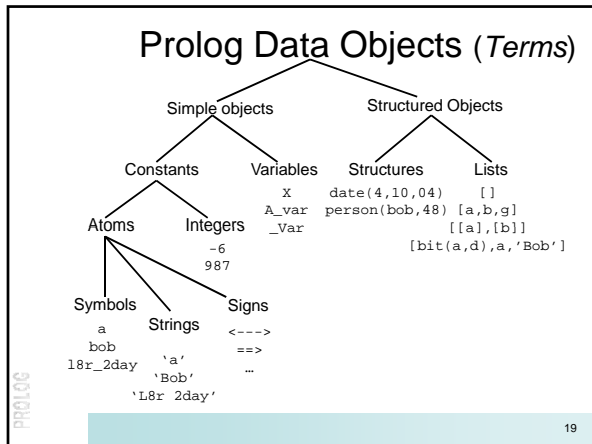 Prolog Data Objects (Terms)
Simple objects Structured Objects
Constants Variables Structures Lists
X date(4,10,04) []
A_var person(bob,48) [a,b,g]
_Var [[a],[b]]
[bit(a,d),a,'Bob']
Atoms Integers
-6
987
Symbols Strings Signs
a
bob
l8r_2day
‘a’
‘Bob’
‘L8r 2day’
<--->
==>
…
PROLOG
19